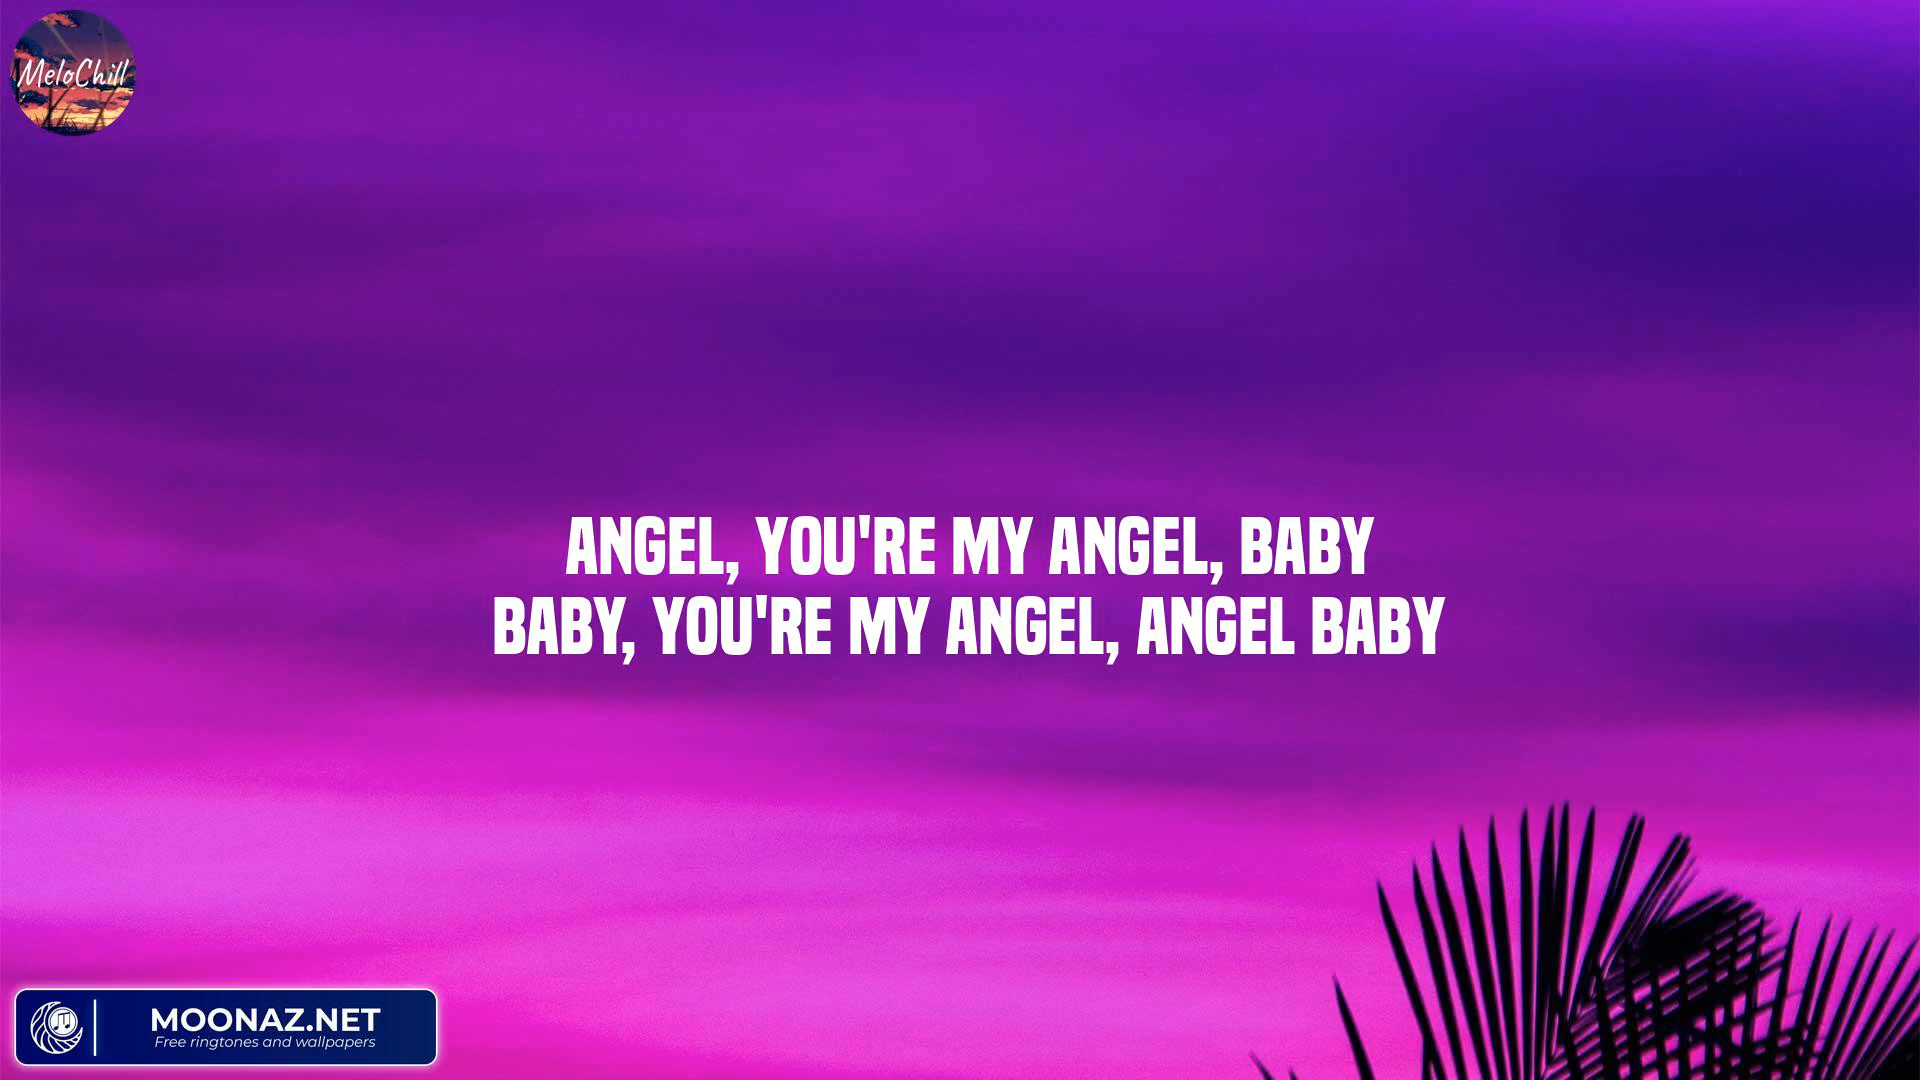 MeloChill
ANGEL, YOU'RE MY ANGEL, BABY
BABY, YOU'RE MY ANGEL, ANGEL BABY
MOONAZ.NET
Free ringtones and wallpapers